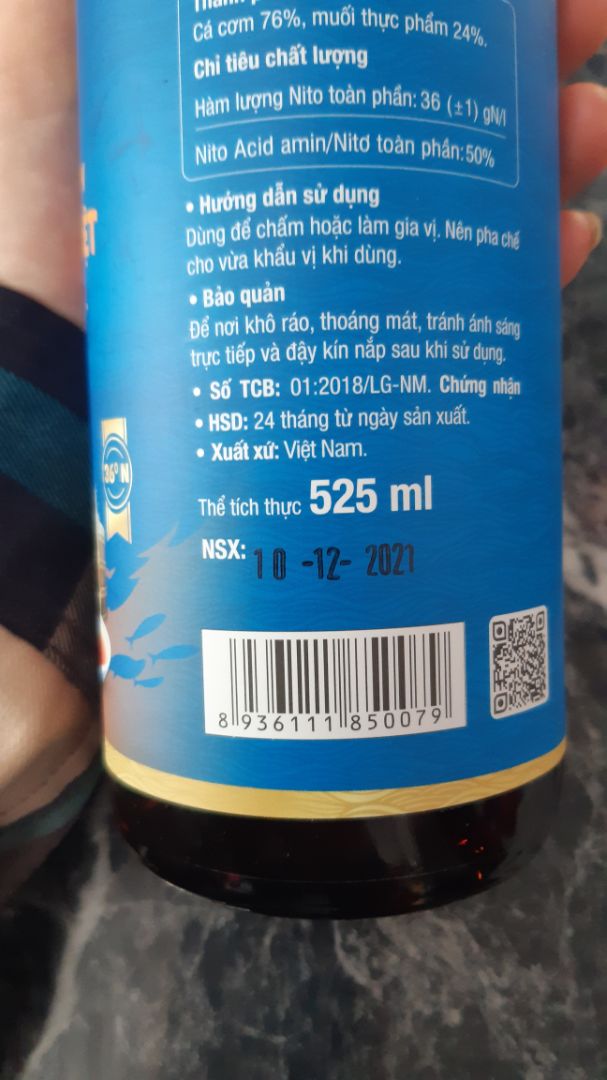 Cá cơm 76%, muối thực phẩm 24%.
Chỉ tiêu chất lượng
Hàm lượng Nito toàn phần: 36 (±1) gN/l
Nito Acid amin/Nitơ toàn phần:50%
• Hướng dẫn sử dụng
Dùng để chấm hoặc làm gia vị. Nên pha chế
cho vừa khẩu vị khi dùng.
• Bảo quản
Để nơi khô ráo, thoáng mát, tránh ánh sáng
trực tiếp và đậy kín nắp sau khi sử dụng.
• Số TCB: 01:2018/LG-NM. Chứng nhận
• HSD: 24 tháng từ ngày sản xuất.
• Xuất xứ: Việt Nam.
36° N
Thể tích thực 525 ml
NSX: 10 -12- 2021
8 936111 850079